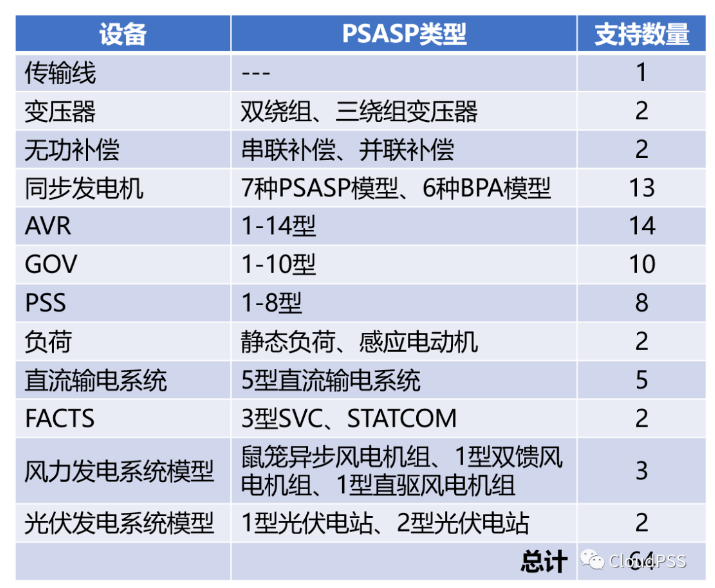 设备 PSASP类型 支持数量
传输线 --- 1
变压器 双绕组、三绕组变压器 2
无功补偿 串联补偿、并联补偿 2
同步发电机 7种PSASP模型、6种BPA模型 13
AVR 1-14型 14
GOV 1-10型 10
PSS 1-8型 8
负荷 静态负荷、感应电动机 2
直流输电系统 5型直流输电系统 5
FACTS 3型SVC、STATCOM 2
风力发电系统模型 鼠笼异步风电机组、1型双馈风
电机组、1型直驱风电机组 3
光伏发电系统模型 1型光伏电站、2型光伏电站 2
总计 64
CloudPSS